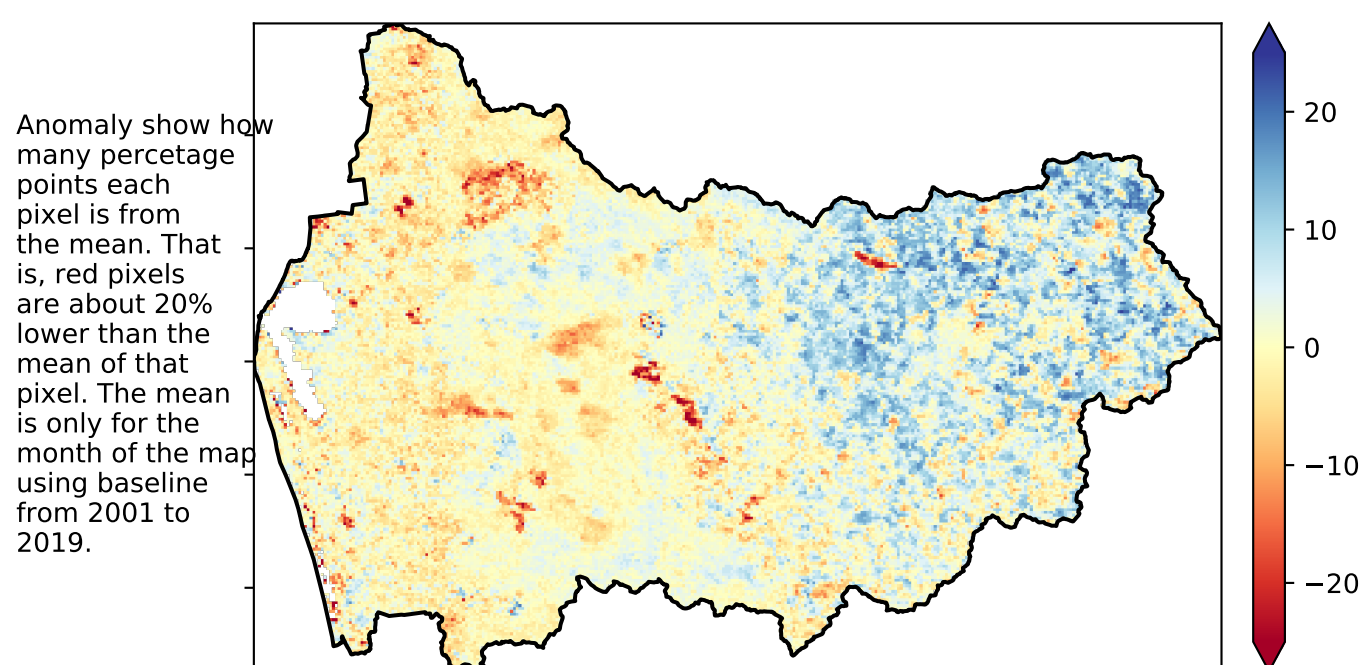 Anomaly show how
many percetage
points each
pixel is from
the mean. That
is, red pixels
are about 20%
lower than the
mean of that
pixel. The mean
is only for the
month of the map
using baseline
from 2001 to
2019.
20
10
0
−10
−20